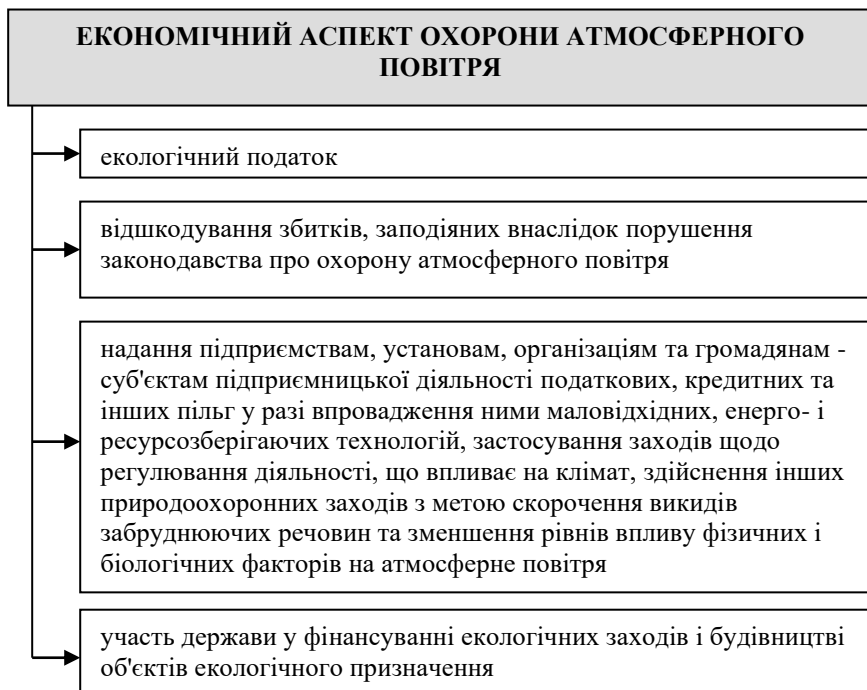 ЕКОНОМІЧНИЙ АСПЕКТ ОХОРОНИ АТМОСФЕРНОГО
ПОВІТРЯ
екологічний податок
відшкодування збитків, заподіяних внаслідок порушення
законодавства про охорону атмосферного повітря
надання підприємствам, установам, організаціям та громадянам -
суб'єктам підприємницької діяльності податкових, кредитних та
інших пільг у разі впровадження ними маловідхідних, енерго- і
ресурсозберігаючих технологій, застосування заходів щодо
регулювання діяльності, що впливає на клімат, здійснення інших
природоохоронних заходів з метою скорочення викидів
забруднюючих речовин та зменшення рівнів впливу фізичних і
біологічних факторів на атмосферне повітря
участь держави у фінансуванні екологічних заходів і будівництві
об'єктів екологічного призначення